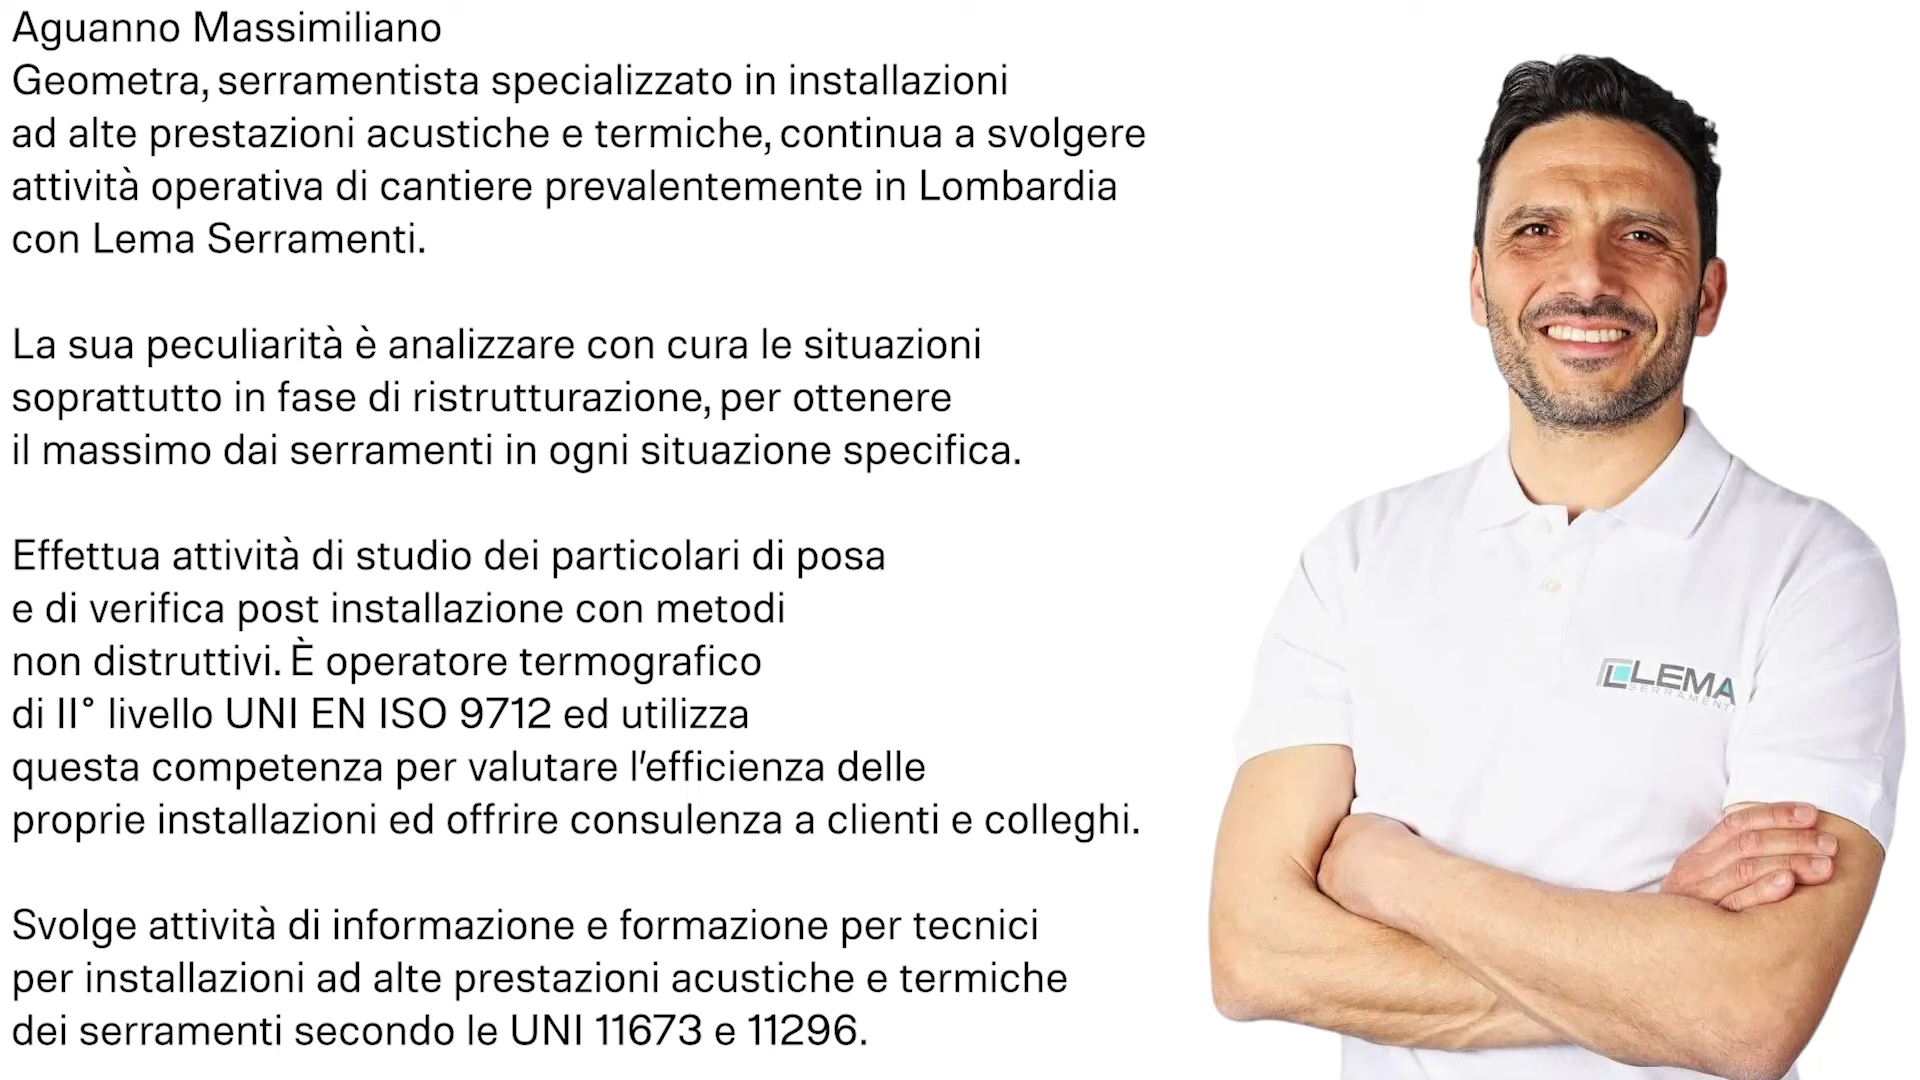 Aguanno Massimiliano
Geometra, serramentista specializzato in installazioni
ad alte prestazioni acustiche e termiche, continua a svolgere
attività operativa di cantiere prevalentemente in Lombardia
con Lema Serramenti.
La sua peculiarità è analizzare con cura le situazioni
soprattutto in fase di ristrutturazione, per ottenere
il massimo dai serramenti in ogni situazione specifica.
Effettua attività di studio dei particolari di posa
e di verifica post installazione con metodi
non distruttivi. È operatore termografico
di II° livello UNI EN ISO 9712 ed utilizza
questa competenza per valutare l’efficienza delle
proprie installazioni ed offrire consulenza a clienti e colleghi.
Svolge attività di informazione e formazione per tecnici
per installazioni ad alte prestazioni acustiche e termiche
dei serramenti secondo le UNI 11673 e 11296.
LEMA
SERRAMENTI